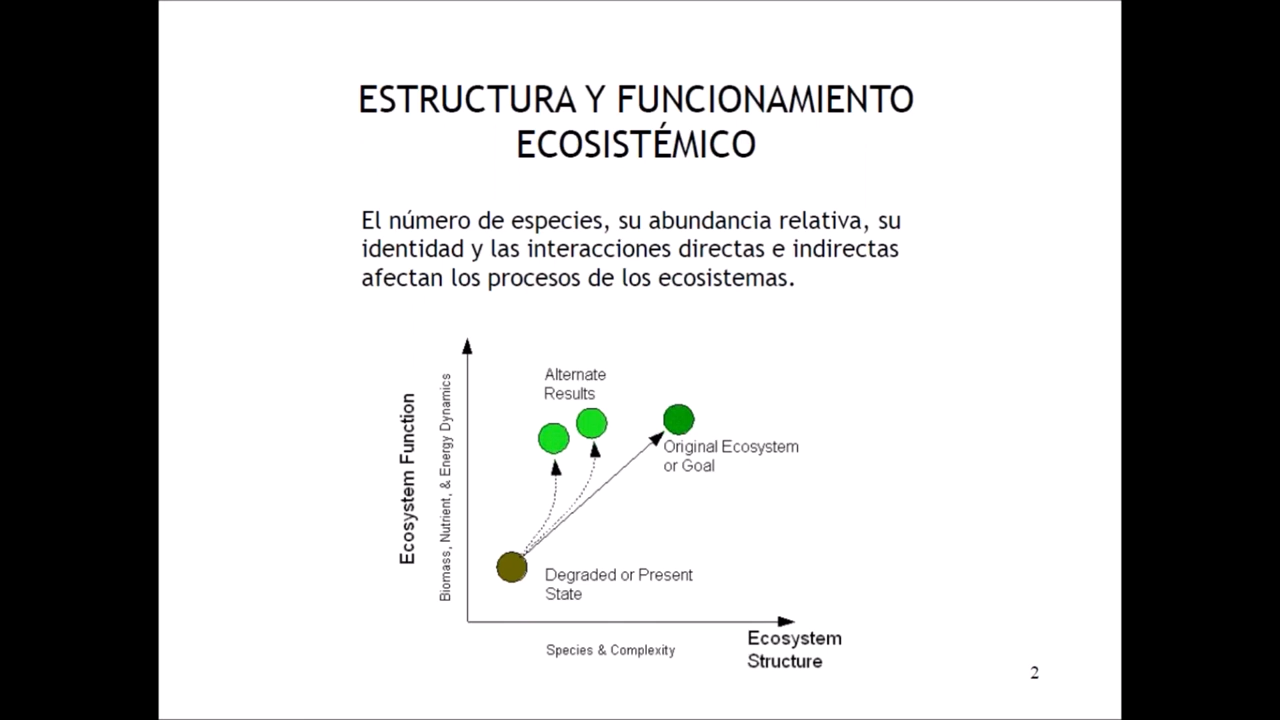 ESTRUCTURA Y FUNCIONAMIENTO
ECOSISTÉMICO
El número de especies, su abundancia relativa, su
identidad y las interacciones directas e indirectas
afectan los procesos de los ecosistemas.
Ecosystem Function
Biomass, Nutrient, & Energy Dynamics
Alternate
Results
Original Ecosystem
or Goal
Degraded or Present
State
Species & Complexity
Ecosystem
Structure
2